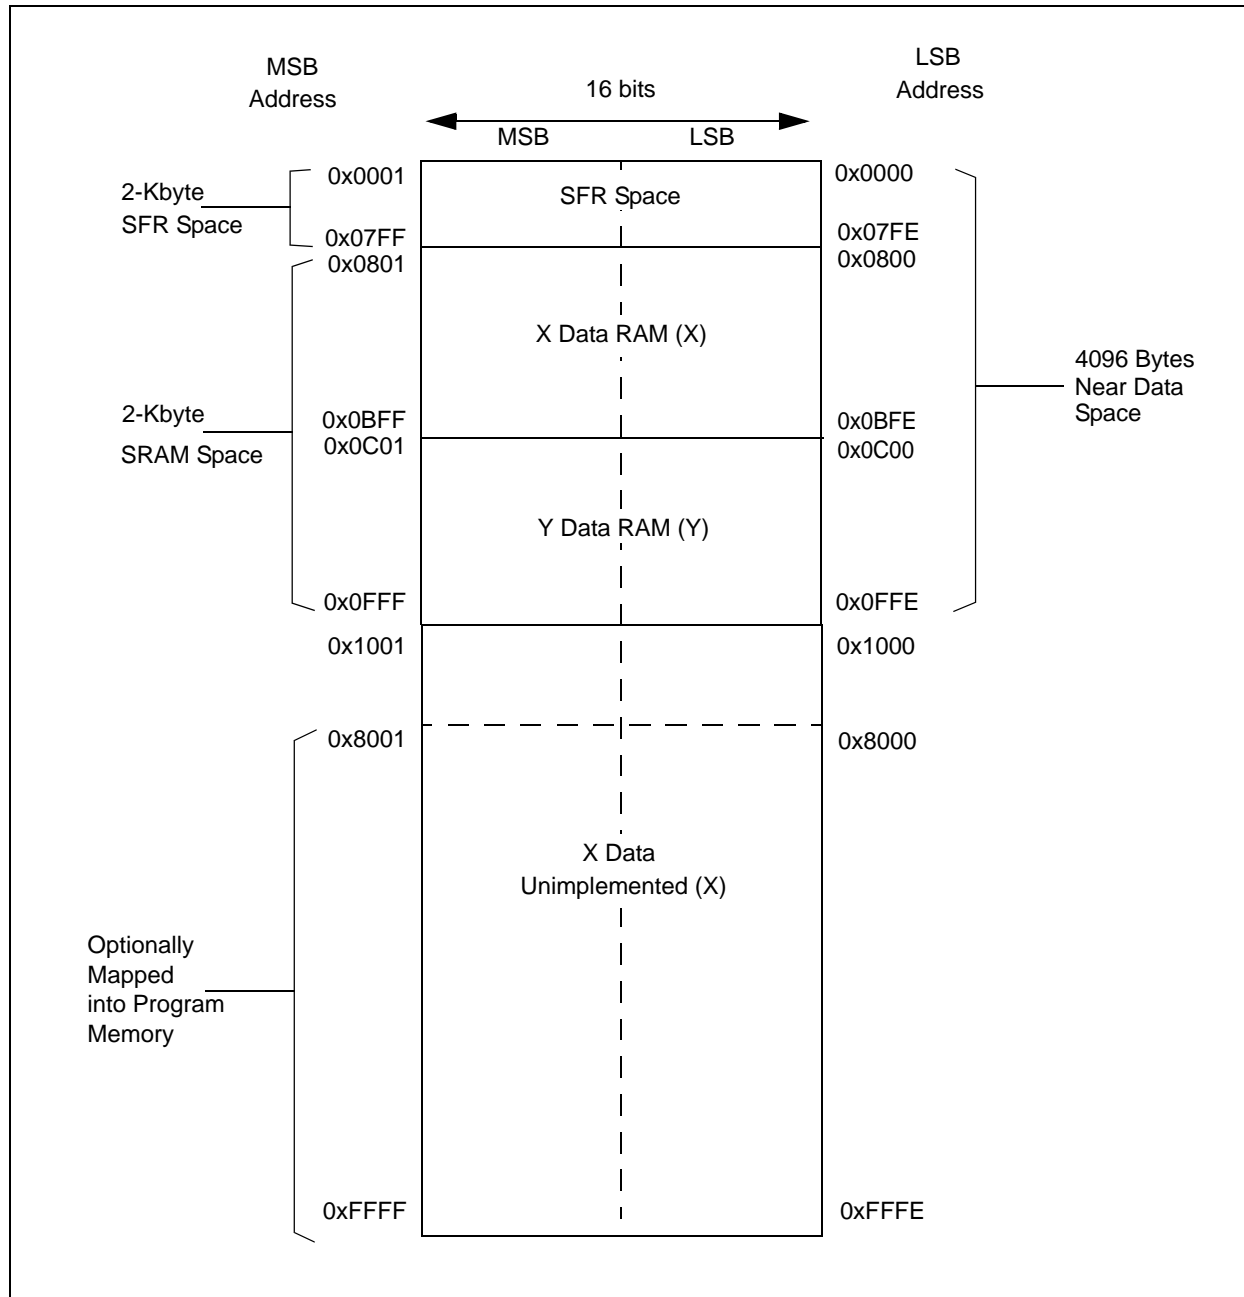 MSB
Address
16 bits
LSB
Address
MSB
LSB
2-Kbyte
SFR Space
0x0001
SFR Space
0x0000
0x07FF
0x07FE
0x0801
0x0800
X Data RAM (X)
2-Kbyte
SRAM Space
0x0BFF
0x0BFE
0x0C01
0x0C00
4096 Bytes
Near Data
Space
Y Data RAM (Y)
0x0FFF
0x0FFE
0x1001
0x1000
0x8001
0x8000
X Data
Unimplemented (X)
Optionally
Mapped
into Program
Memory
0xFFFF
0xFFFE